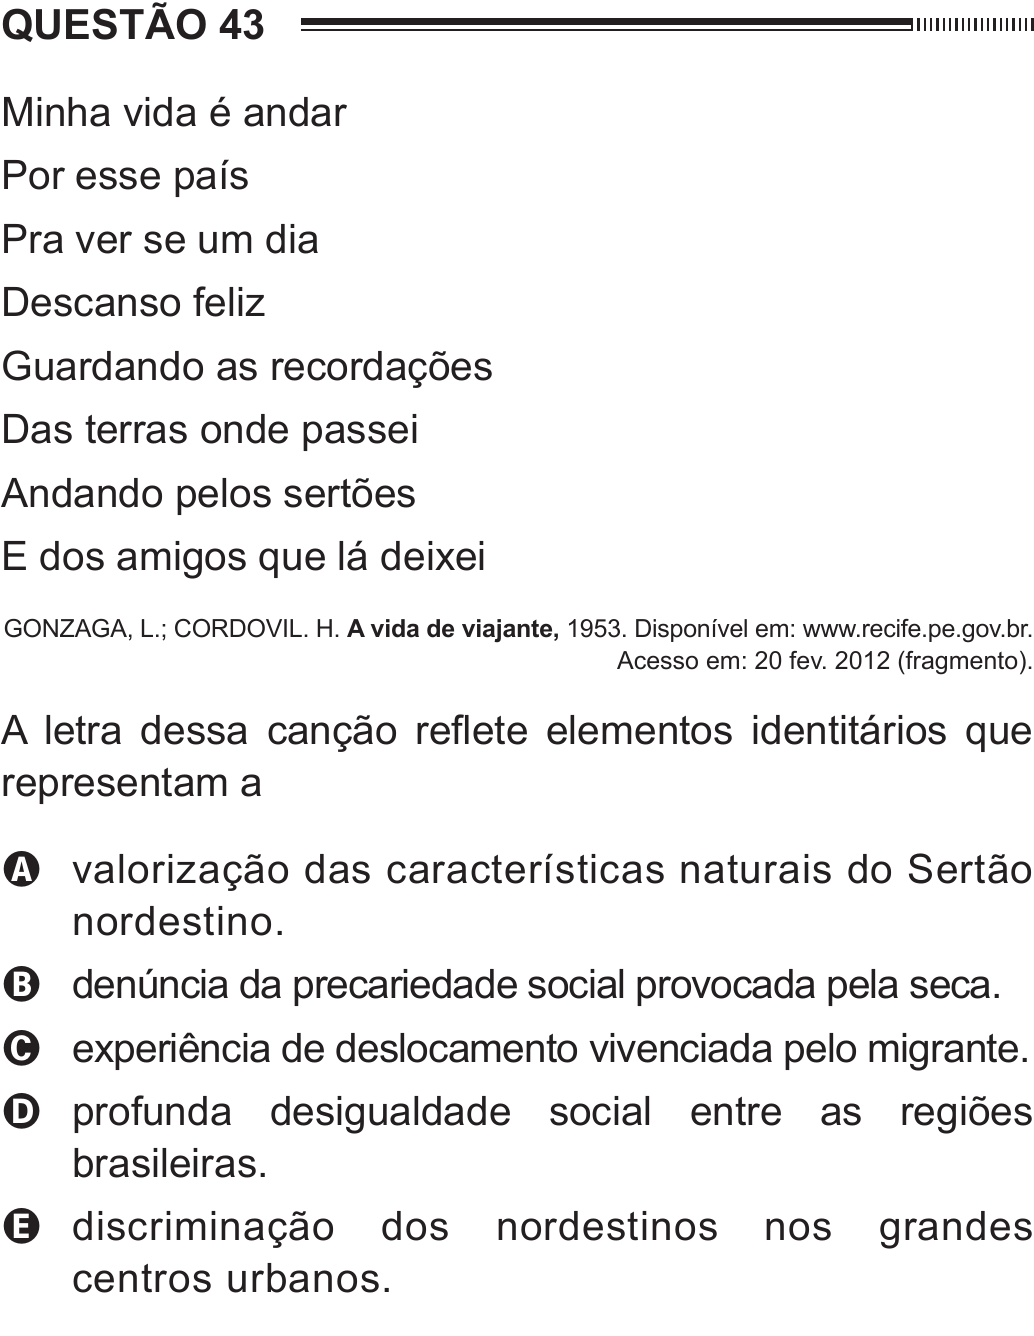 QUESTÃO 43
Minha vida é andar
Por esse país
Pra ver se um dia
Descanso feliz
Guardando as recordações
Das terras onde passei
Andando pelos sertões
E dos amigos que lá deixei
GONZAGA, L.; CORDOVIL. H. A vida de viajante, 1953. Disponível em: www.recife.pe.gov.br.
Acesso em: 20 fev. 2012 (fragmento).
A letra dessa canção reflete elementos identitários que
representam a
A valorização das características naturais do Sertão
nordestino.
B denúncia da precariedade social provocada pela seca.
C experiência de deslocamento vivenciada pelo migrante.
D profunda desigualdade social entre as regiões
brasileiras.
E discriminação dos nordestinos nos grandes
centros urbanos.